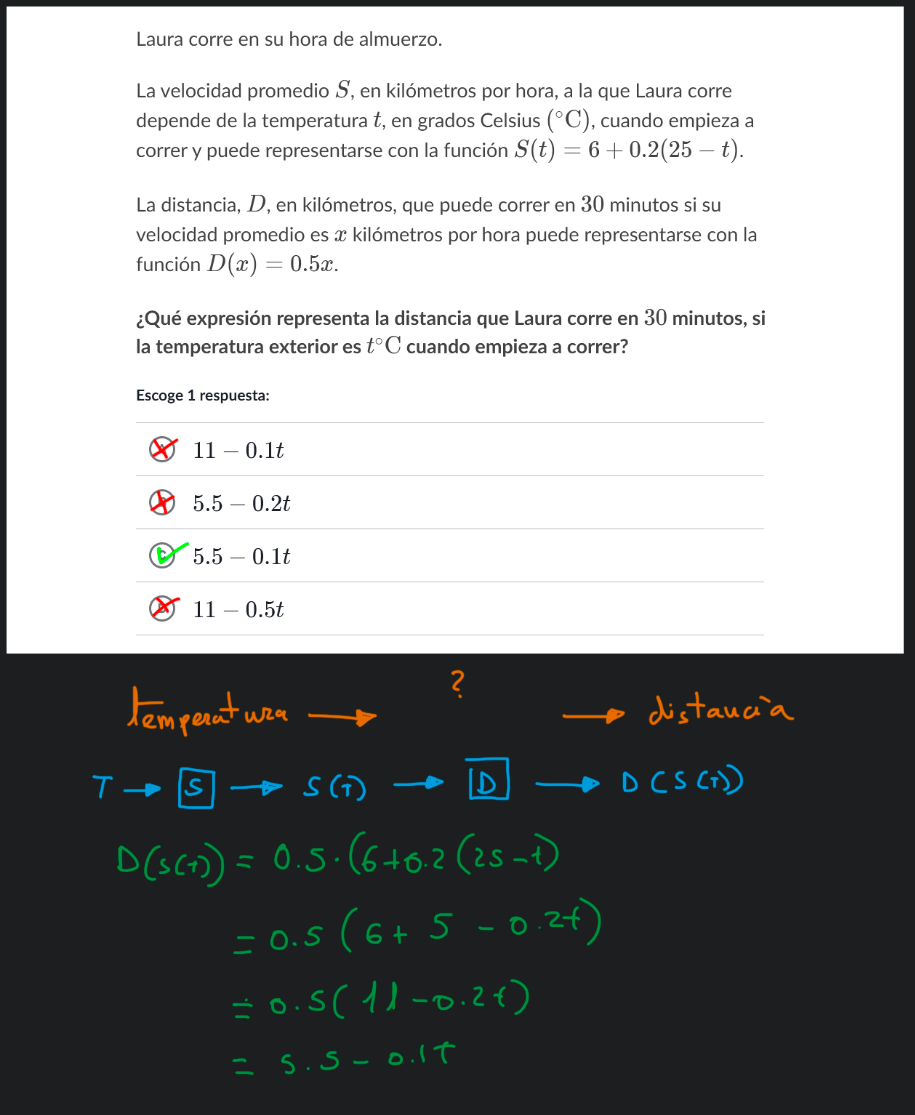 Laura corre en su hora de almuerzo.
La velocidad promedio S, en kilómetros por hora, a la que Laura corre
depende de la temperatura t, en grados Celsius (°C), cuando empieza a
correr y puede representarse con la función S(t) = 6 + 0.2(25 − t).
La distancia, D, en kilómetros, que puede correr en 30 minutos si su
velocidad promedio es x kilómetros por hora puede representarse con la
función D(x) = 0.5x.
¿Qué expresión representa la distancia que Laura corre en 30 minutos, si
la temperatura exterior es t°C cuando empieza a correr?
Escoge 1 respuesta:
11 − 0.1t
5.5 − 0.2t
C 5.5 − 0.1t
11 − 0.5t
temperatura → ? → distancia
T → S → S(T) → D → D(S(T))
D(S(T)) = 0.5·(6+0.2(25−t)
= 0.5(6+ 5 − 0.2t)
= 0.5(11−0.2t)
= 5.5 − 0.1T